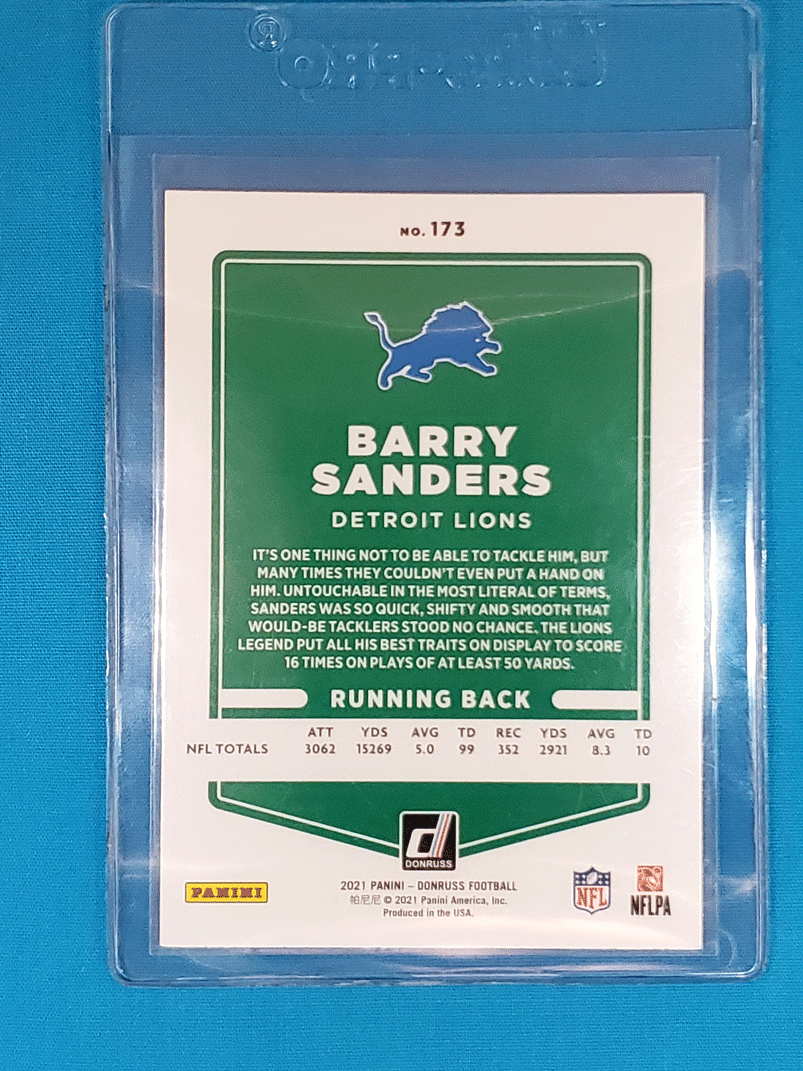 NO. 173
BARRY
SANDERS
DETROIT LIONS
IT'S ONE THING NOT TO BE ABLE TO TACKLE HIM, BUT
MANY TIMES THEY COULDN'T EVEN PUT A HAND ON
HIM. UNTOUCHABLE IN THE MOST LITERAL OF TERMS,
SANDERS WAS SO QUICK, SHIFTY AND SMOOTH THAT
WOULD-BE TACKLERS STOOD NO CHANCE. THE LIONS
LEGEND PUT ALL HIS BEST TRAITS ON DISPLAY TO SCORE
16 TIMES ON PLAYS OF AT LEAST 50 YARDS.
RUNNING BACK
ATT YDS AVG TD REC YDS AVG TD
NFL TOTALS 3062 15269 5.0 99 352 2921 8.3 10
d
DONRUSS
PANINI
2021 PANINI – DONRUSS FOOTBALL
帕尼尼 © 2021 Panini America, Inc.
Produced in the USA.
NFL
NFLPA